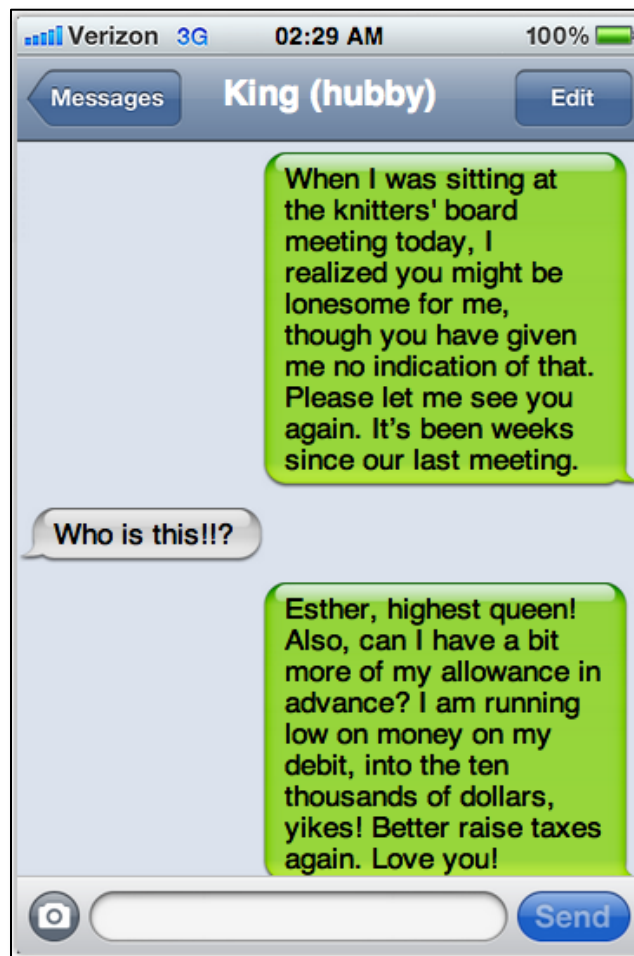 Verizon 3G 02:29 AM 100%
Messages King (hubby) Edit
When I was sitting at
the knitters' board
meeting today, I
realized you might be
lonesome for me,
though you have given
me no indication of that.
Please let me see you
again. It’s been weeks
since our last meeting.
Who is this!!?
Esther, highest queen!
Also, can I have a bit
more of my allowance in
advance? I am running
low on money on my
debit, into the ten
thousands of dollars,
yikes! Better raise taxes
again. Love you!
Send